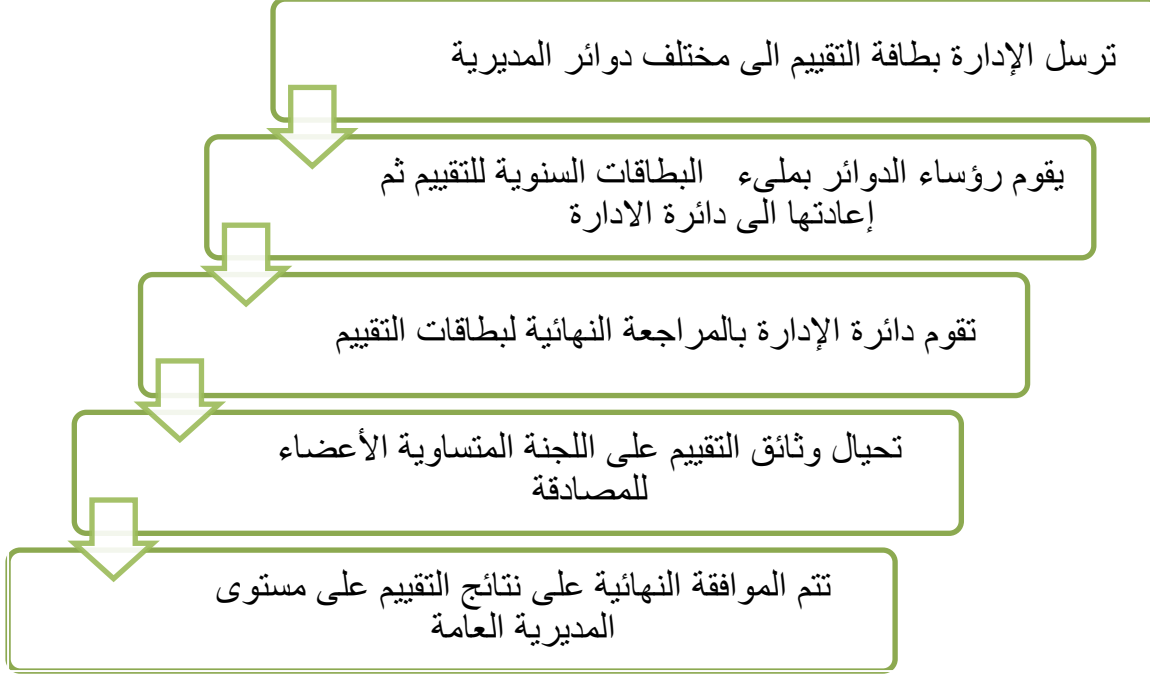 ترسل الإدارة بطافة التقييم الى مختلف دوائر المديرية
يقوم رؤساء الدوائر بمليء البطاقات السنوية للتقييم ثم
إعادتها الى دائرة الادارة
تقوم دائرة الإدارة بالمراجعة النهائية لبطاقات التقييم
تحيال وثائق التقييم على اللجنة المتساوية الأعضاء
للمصادقة
تتم الموافقة النهائية على نتائج التقييم على مستوى
المديرية العامة